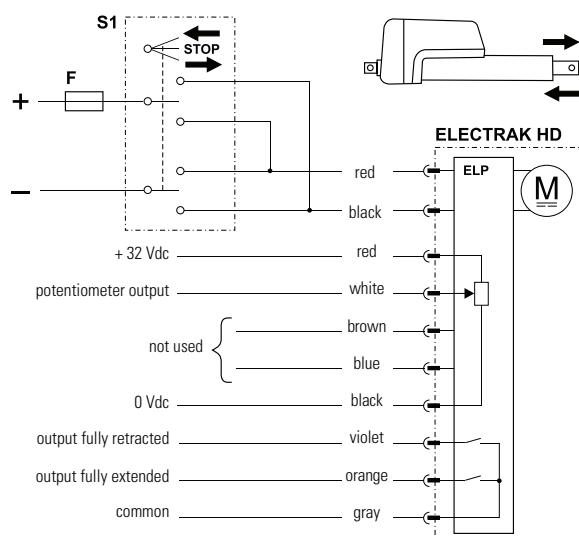 S1
STOP
F
+
–
ELECTRAK HD
red
ELP
M
black
+ 32 Vdc
red
potentiometer output
white
not used
brown
blue
0 Vdc
black
output fully retracted
violet
output fully extended
orange
common
gray